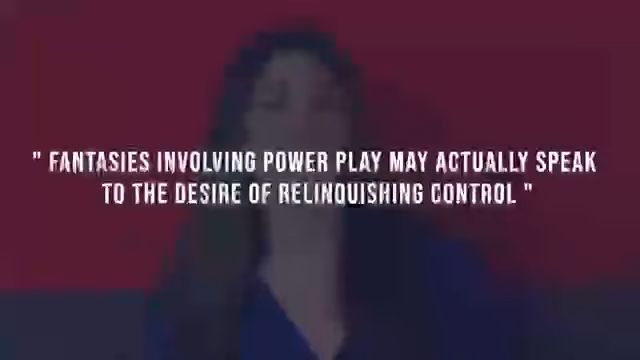 " FANTASIES INVOLVING POWER PLAY MAY ACTUALLY SPEAK
TO THE DESIRE OF RELINQUISHING CONTROL "